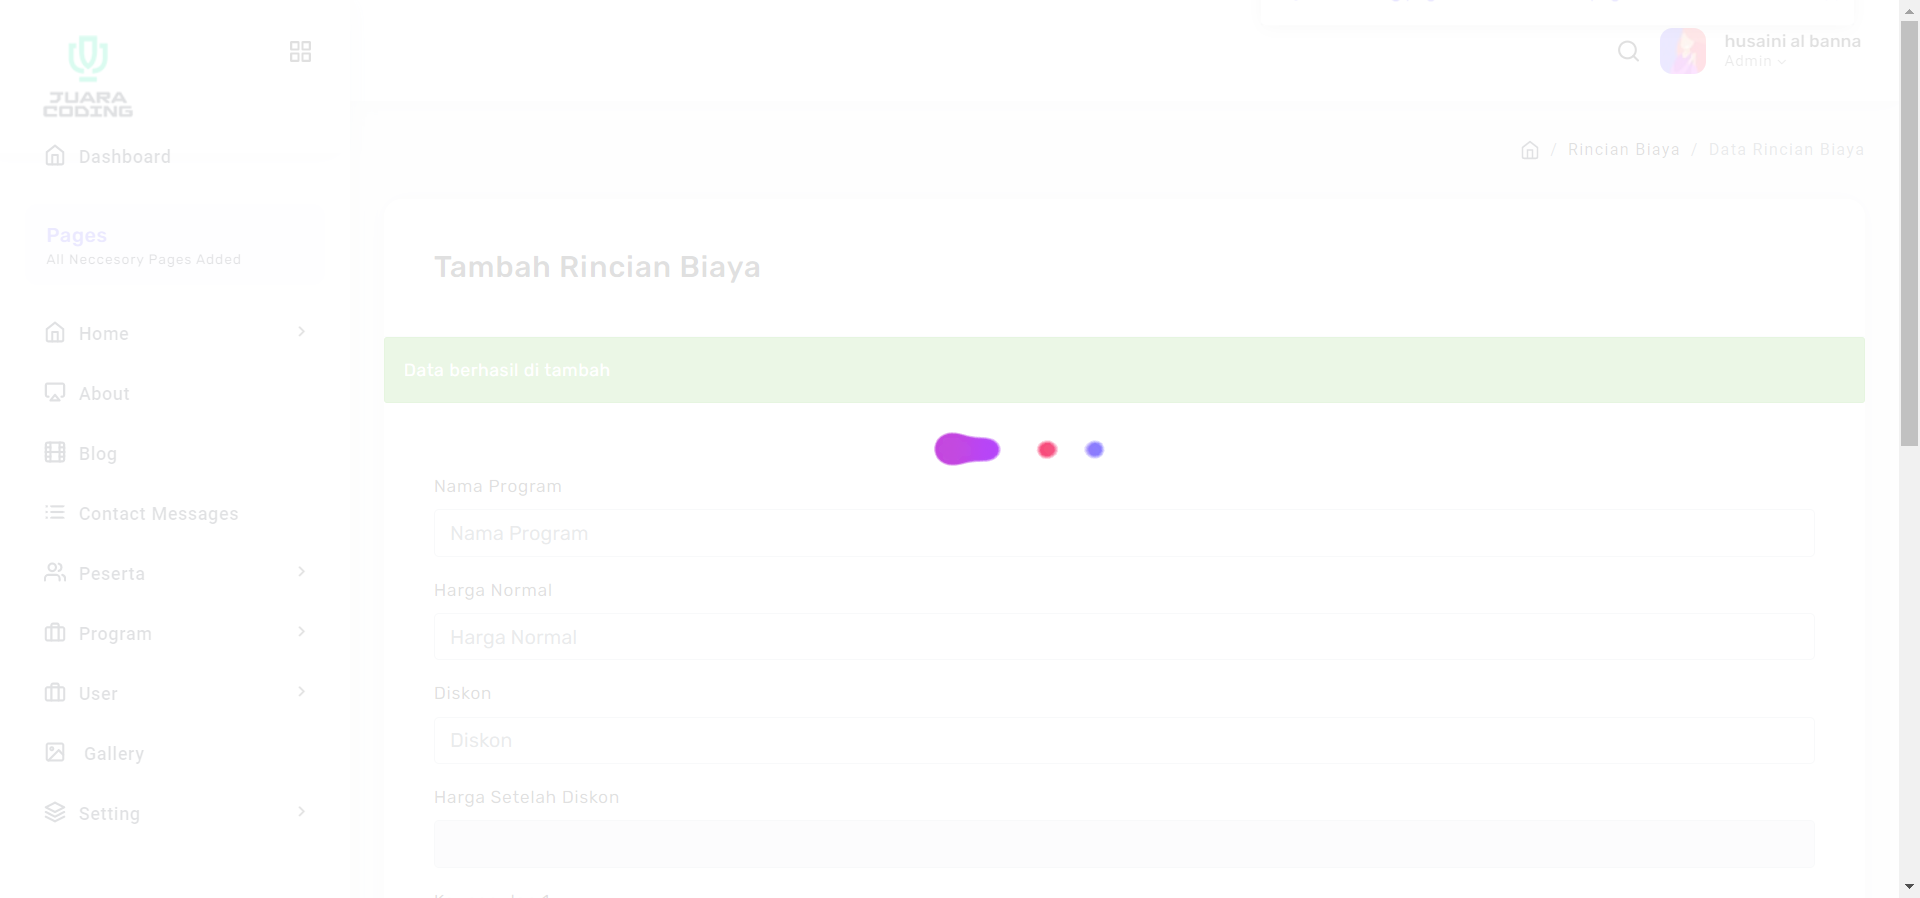 JUARA
CODING
husaini al banna
Admin
Dashboard
/ Rincian Biaya / Data Rincian Biaya
Pages
All Neccesory Pages Added
Tambah Rincian Biaya
Home
Data berhasil di tambah
About
Blog
Nama Program
Contact Messages
Nama Program
Peserta
Harga Normal
Program
Harga Normal
User
Diskon
Gallery
Diskon
Harga Setelah Diskon
Setting